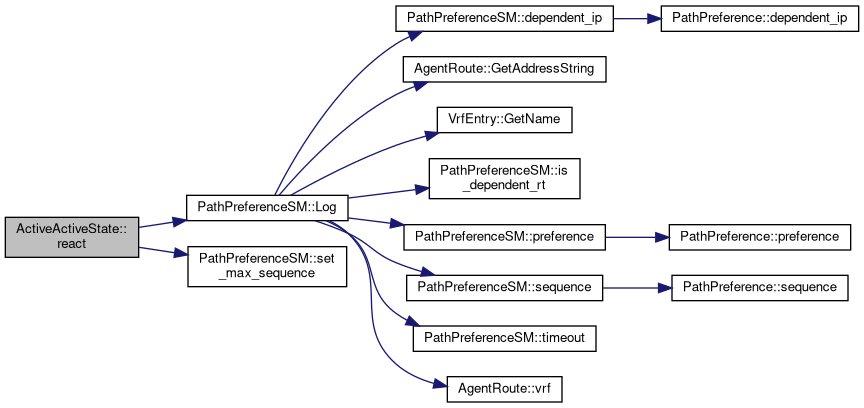 ActiveActiveState::
react
PathPreferenceSM::Log
PathPreferenceSM::set
_max_sequence
PathPreferenceSM::dependent_ip
AgentRoute::GetAddressString
VrfEntry::GetName
PathPreferenceSM::is
_dependent_rt
PathPreferenceSM::preference
PathPreferenceSM::sequence
PathPreferenceSM::timeout
AgentRoute::vrf
PathPreference::dependent_ip
PathPreference::preference
PathPreference::sequence